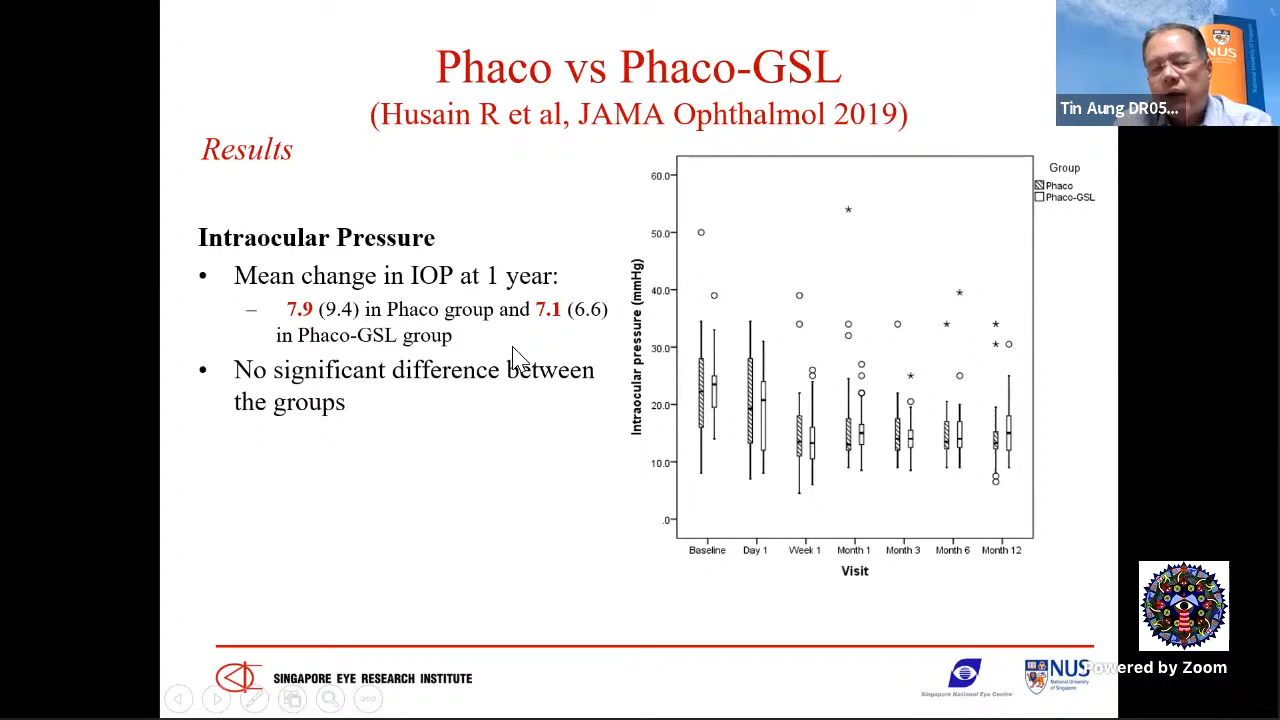 Phaco vs Phaco-GSL
(Husain R et al, JAMA Ophthalmol 2019)
Results
Intraocular Pressure
• Mean change in IOP at 1 year:
– 7.9 (9.4) in Phaco group and 7.1 (6.6)
in Phaco-GSL group
• No significant difference between
the groups
Group
Phaco
Phaco-GSL
Intraocular pressure (mmHg)
60.0
50.0
40.0
30.0
20.0
10.0
.0
Baseline Day 1 Week 1 Month 1 Month 3 Month 6 Month 12
Visit
NUS
National University of Singapore
Tin Aung DR05...
SINGAPORE EYE RESEARCH INSTITUTE
Singapore National Eye Centre
NUS
National University
of Singapore
Powered by Zoom